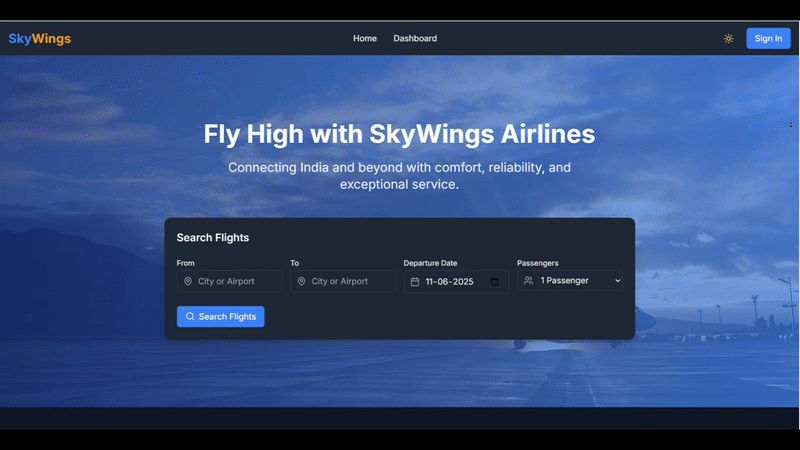 SkyWings
Home
Dashboard
Sign In
Fly High with SkyWings Airlines
Connecting India and beyond with comfort, reliability, and
exceptional service.
Search Flights
From
To
Departure Date
Passengers
City or Airport
City or Airport
11-06-2025
1 Passenger
Search Flights